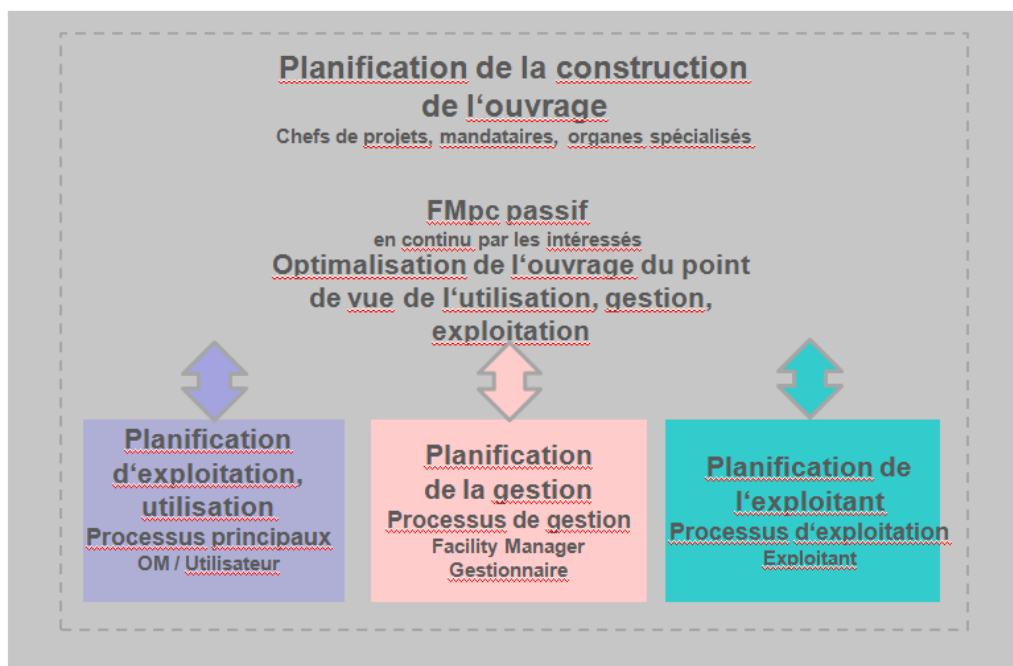 Planification de la construction
de l‘ouvrage
Chefs de projets, mandataires, organes spécialisés
FMpc passif
en continu par les intéressés
Optimalisation de l‘ouvrage du point
de vue de l‘utilisation, gestion,
exploitation
Planification
d‘exploitation,
utilisation
Processus principaux
OM / Utilisateur
Planification
de la gestion
Processus de gestion
Facility Manager
Gestionnaire
Planification de
l‘exploitant
Processus d‘exploitation
Exploitant